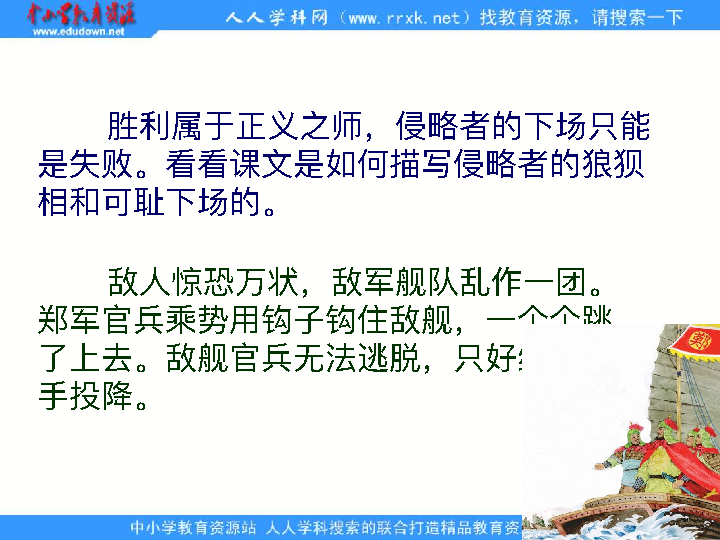 中小学教育资源
www.edudown.net
人人学科网（www.rrxk.net）找教育资源，请搜索一下
胜利属于正义之师，侵略者的下场只能
是失败。看看课文是如何描写侵略者的狼狈
相和可耻下场的。
敌人惊恐万状，敌军舰队乱作一团。
郑军官兵乘势用钩子钩住敌舰，一个个跳
了上去。敌舰官兵无法逃脱，只好
手投降。
鄭
中小学教育资源站 人人学科搜索的联合打造精品教育资